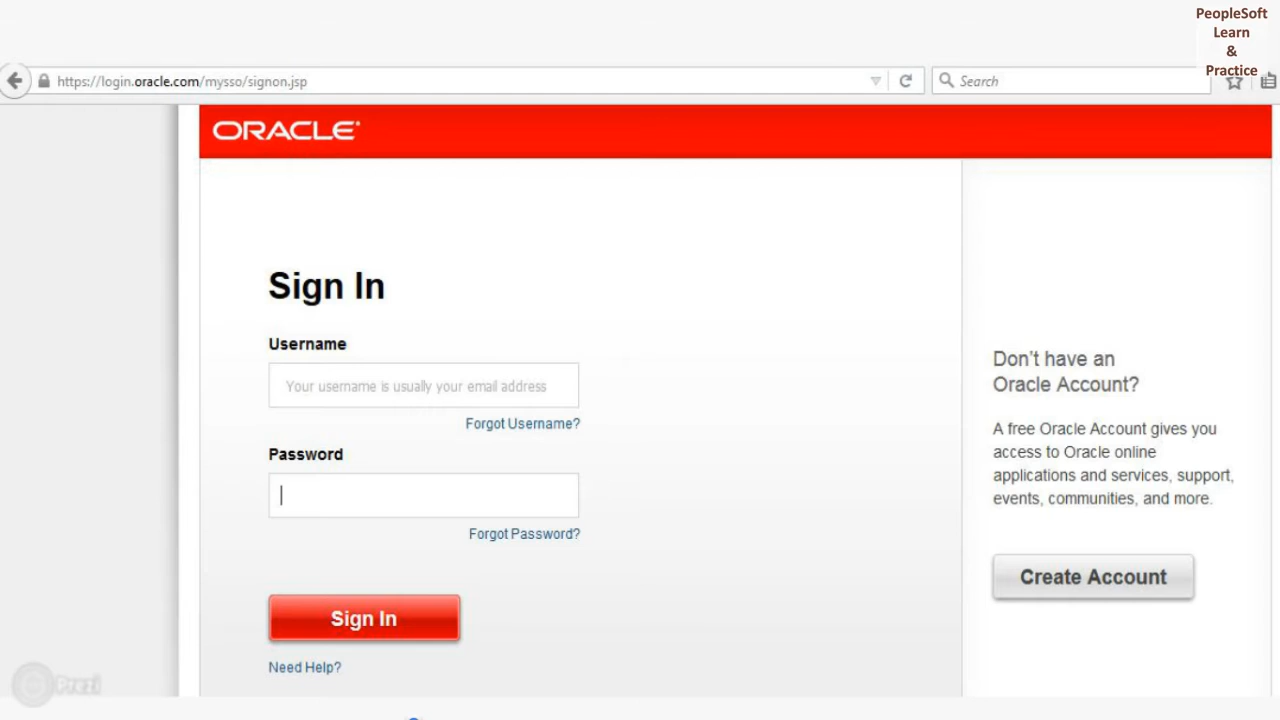 PeopleSoft
Learn
&
Practice
https://login.oracle.com/mysso/signon.jsp
Search
ORACLE
Sign In
Username
Your username is usually your email address
Forgot Username?
Password
Forgot Password?
Sign In
Need Help?
Don't have an
Oracle Account?
A free Oracle Account gives you
access to Oracle online
applications and services, support,
events, communities, and more.
Create Account
Prezi